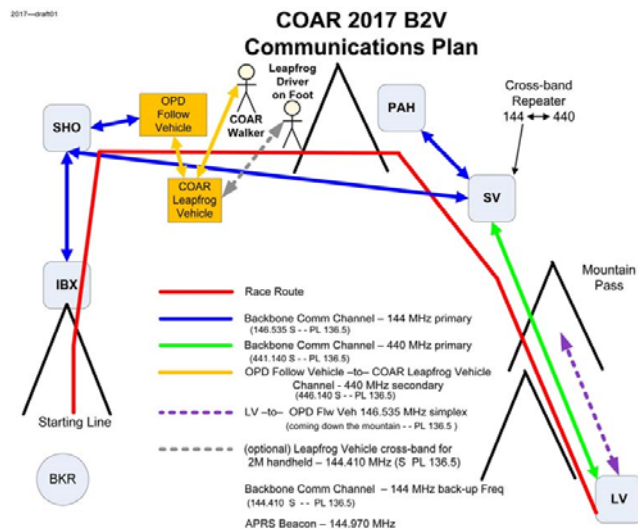 2017---draft01
COAR 2017 B2V
Communications Plan
Leapfrog
Driver
on Foot
COAR
Walker
OPD
Follow
Vehicle
SHO
PAH
Cross-band
Repeater
144 ↔ 440
COAR
Leapfrog
Vehicle
SV
IBX
Mountain
Pass
Starting Line
BKR
LV
Race Route
Backbone Comm Channel – 144 MHz primary
(146.535 S - - PL 136.5)
Backbone Comm Channel – 440 MHz primary
(441.140 S - - PL 136.5)
OPD Follow Vehicle –to– COAR Leapfrog Vehicle
Channel - 440 MHz secondary
(446.140 S - - PL 136.5)
LV –to– OPD Flw Veh 146.535 MHz simplex
(coming down the mountain - - PL 136.5 )
(optional) Leapfrog Vehicle cross-band for
2M handheld – 144.410 MHz (S PL 136.5)
Backbone Comm Channel – 144 MHz back-up Freq
(144.410 S - - PL 136.5)
APRS Beacon – 144.970 MHz